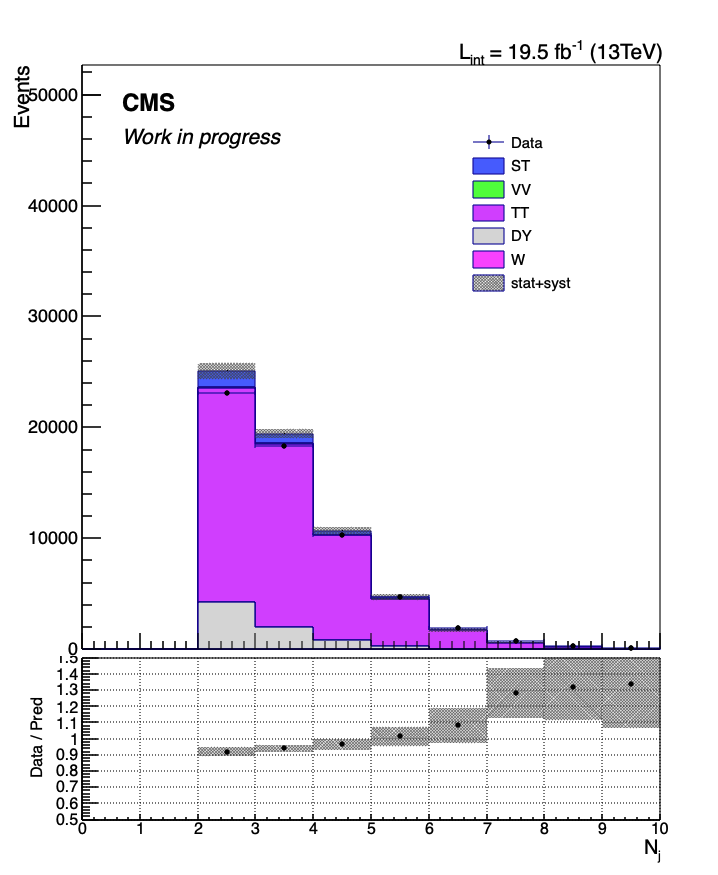 L_int = 19.5 fb^-1 (13TeV)
Events
CMS
Work in progress
Data
ST
VV
TT
DY
W
stat+syst
50000
40000
30000
20000
10000
0
Data / Pred
1.5
1.4
1.3
1.2
1.1
1
0.9
0.8
0.7
0.6
0.5
0 1 2 3 4 5 6 7 8 9 10
N_j